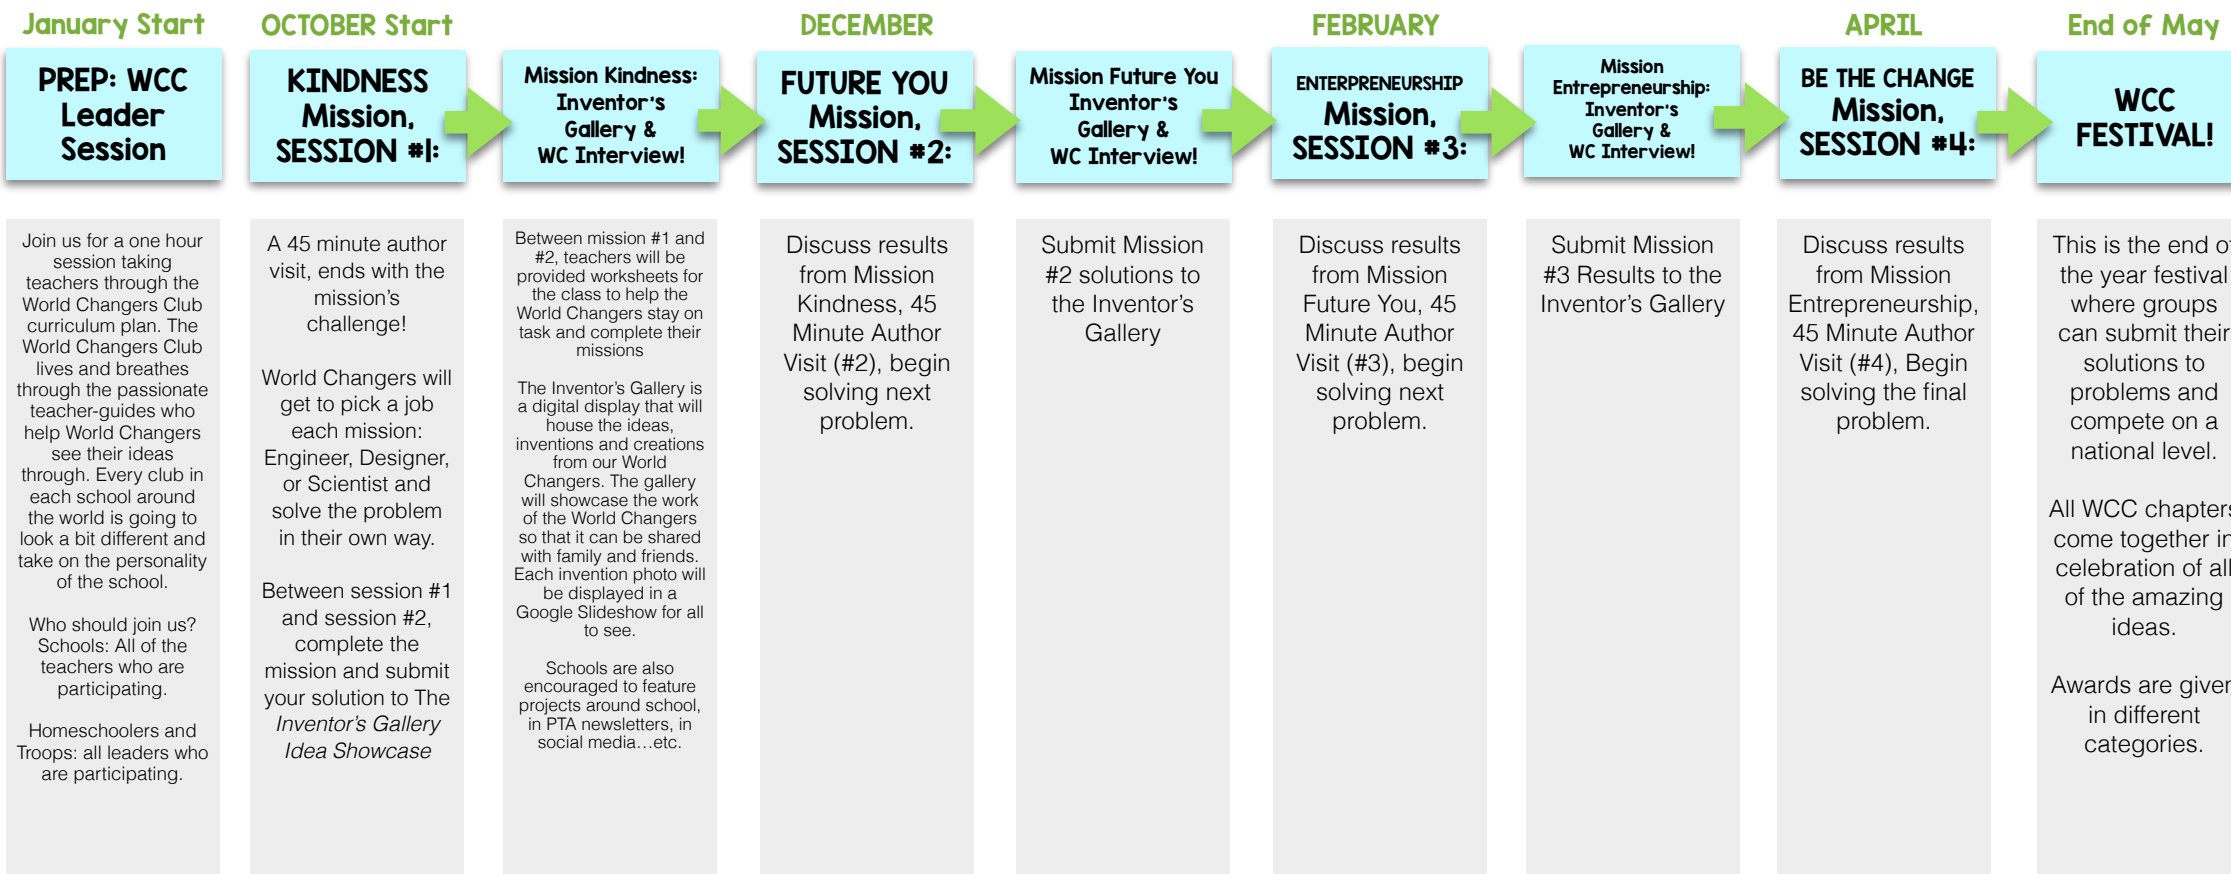 January Start
PREP: WCC
Leader
Session
Join us for a one hour
session taking
teachers through the
World Changers Club
curriculum plan. The
World Changers Club
lives and breathes
through the passionate
teacher-guides who
help World Changers
see their ideas
through. Every club in
each school around
the world is going to
look a bit different and
take on the personality
of the school.
Who should join us?
Schools: All of the
teachers who are
participating.
Homeschoolers and
Troops: all leaders who
are participating.
OCTOBER Start
KINDNESS
Mission,
SESSION #1:
A 45 minute author
visit, ends with the
mission's
challenge!
World Changers will
get to pick a job
each mission:
Engineer, Designer,
or Scientist and
solve the problem
in their own way.
Between session #1
and session #2,
complete the
mission and submit
your solution to The
Inventor's Gallery
Idea Showcase
Mission Kindness:
Inventor's
Gallery &
WC Interview!
Between mission #1 and
#2, teachers will be
provided worksheets for
the class to help the
World Changers stay on
task and complete their
missions
The Inventor's Gallery is
a digital display that will
house the ideas,
inventions and creations
from our World
Changers. The gallery
will showcase the work
of the World Changers
so that it can be shared
with family and friends.
Each invention photo will
be displayed in a
Google Slideshow for all
to see.
Schools are also
encouraged to feature
projects around school,
in PTA newsletters, in
social media…etc.
DECEMBER
FUTURE YOU
Mission,
SESSION #2:
Discuss results
from Mission
Kindness, 45
Minute Author
Visit (#2), begin
solving next
problem.
Mission Future You
Inventor's
Gallery &
WC Interview!
Submit Mission
#2 solutions to
the Inventor's
Gallery
FEBRUARY
ENTERPRENEURSHIP
Mission,
SESSION #3:
Discuss results
from Mission
Future You, 45
Minute Author
Visit (#3), begin
solving next
problem.
Mission
Entrepreneurship:
Inventor's
Gallery &
WC Interview!
Submit Mission
#3 Results to the
Inventor's Gallery
APRIL
BE THE CHANGE
Mission,
SESSION #4:
Discuss results
from Mission
Entrepreneurship,
45 Minute Author
Visit (#4), Begin
solving the final
problem.
End of May
WCC
FESTIVAL!
This is the end of
the year festival
where groups
can submit their
solutions to
problems and
compete on a
national level.
All WCC chapters
come together in
celebration of all
of the amazing
ideas.
Awards are given
in different
categories.